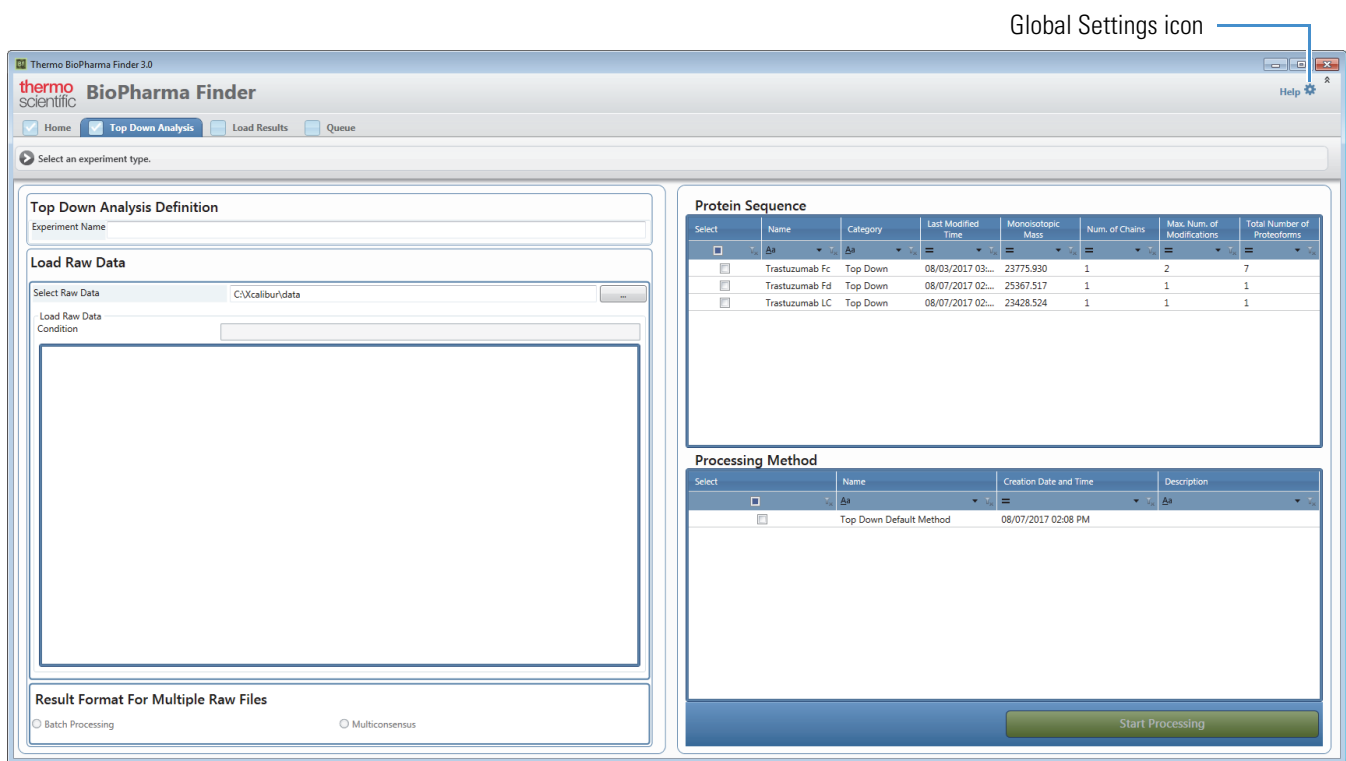 Global Settings icon
Thermo BioPharma Finder 3.0
thermo
scientific
BioPharma Finder
Help
Home Top Down Analysis Load Results Queue
Select an experiment type.
Top Down Analysis Definition
Experiment Name
Load Raw Data
Select Raw Data C:\Xcalibur\data ...
Load Raw Data
Condition
Result Format For Multiple Raw Files
Batch Processing Multiconsensus
Protein Sequence
Select Name Category Last Modified Time Monoisotopic Mass Num. of Chains Max. Num. of Modifications Total Number of Proteoforms
Aa Aa = = = = =
Trastuzumab Fc Top Down 08/03/2017 03:... 23775.930 1 2 7
Trastuzumab Fd Top Down 08/07/2017 02:... 25367.517 1 1 1
Trastuzumab LC Top Down 08/07/2017 02:... 23428.524 1 1 1
Processing Method
Select Name Creation Date and Time Description
Aa = Aa
Top Down Default Method 08/07/2017 02:08 PM
Start Processing